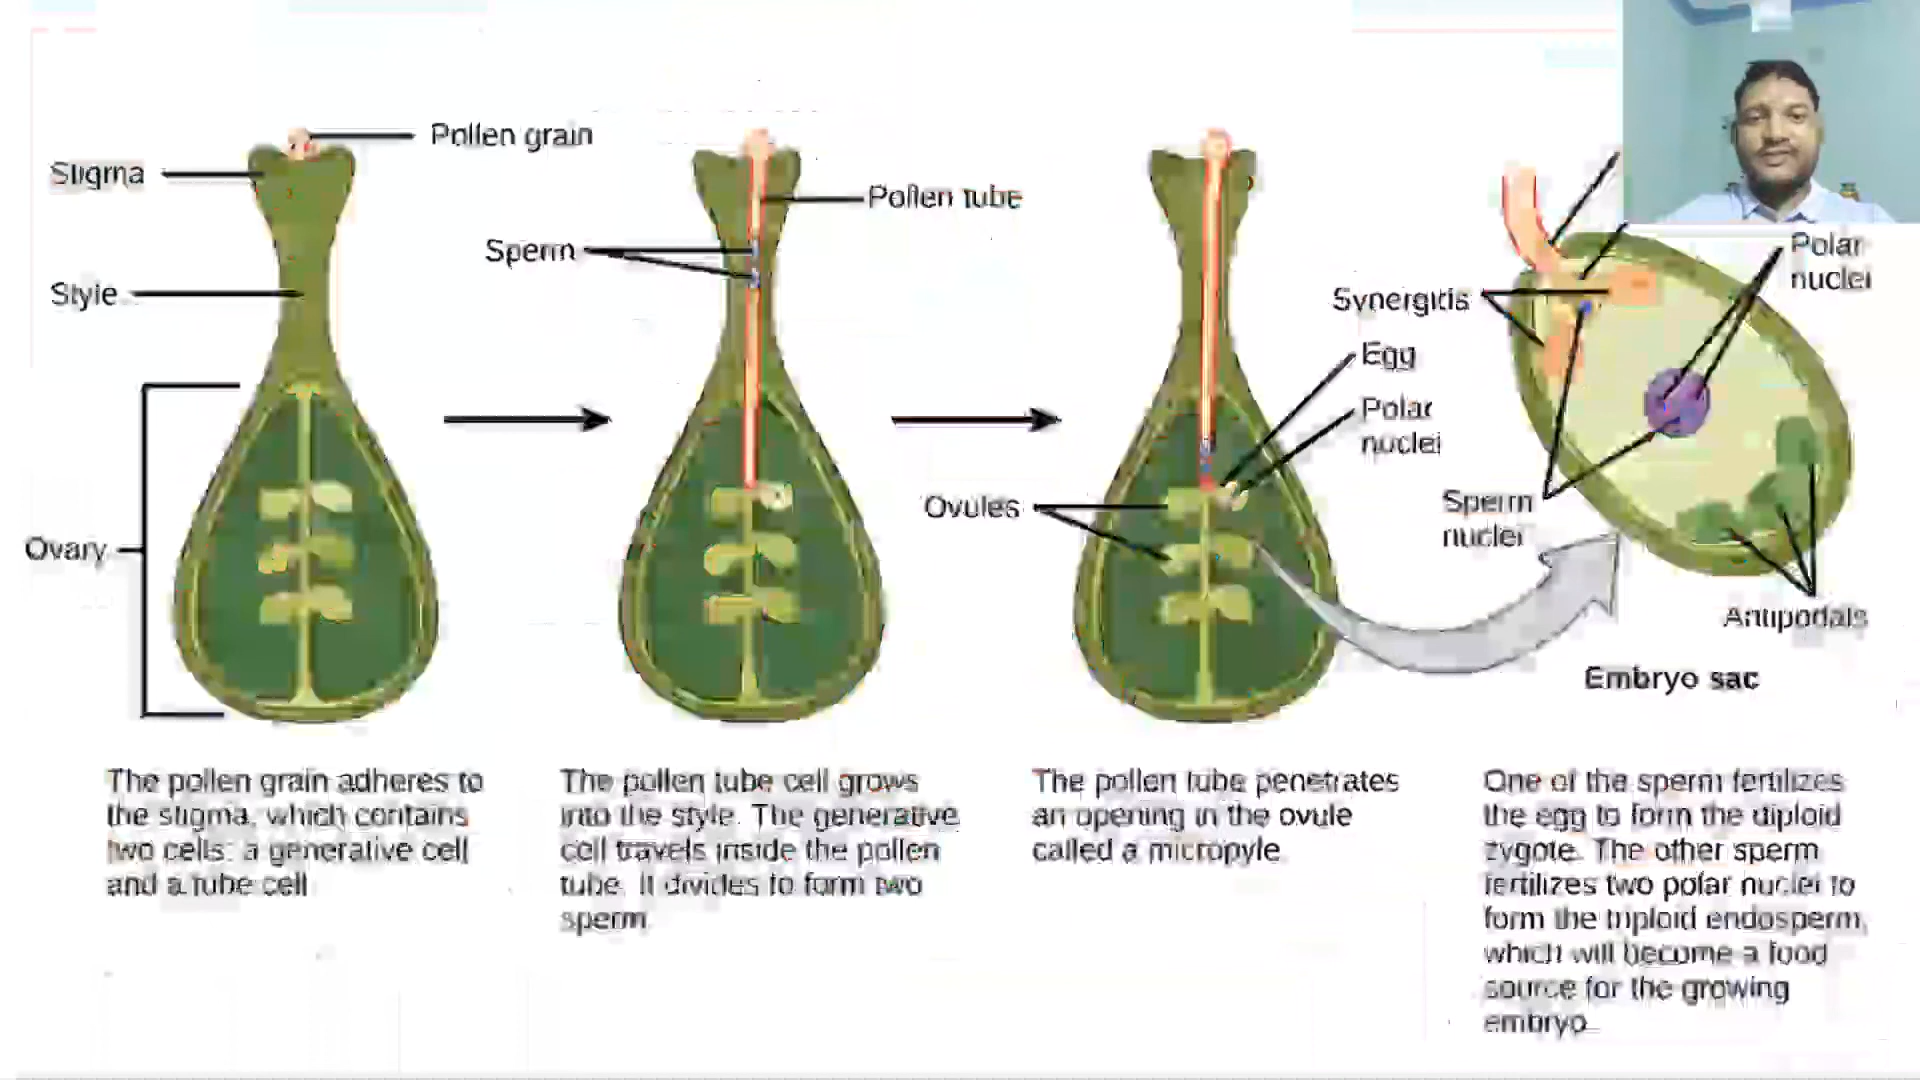 Pollen grain
Stigma
Style
Ovary
Pollen tube
Sperm
Ovules
Egg
Polar
nuclei
Synergitis
Polar
nuclei
Sperm
nuclei
Antipodals
Embryo sac
The pollen grain adheres to
the stigma, which contains
two cells: a generative cell
and a tube cell
The pollen tube cell grows
into the style. The generative
cell travels inside the pollen
tube. It divides to form two
sperm.
The pollen tube penetrates
an opening in the ovule
called a micropyle.
One of the sperm fertilizes
the egg to form the diploid
zygote. The other sperm
fertilizes two polar nuclei to
form the triploid endosperm,
which will become a food
source for the growing
embryo.